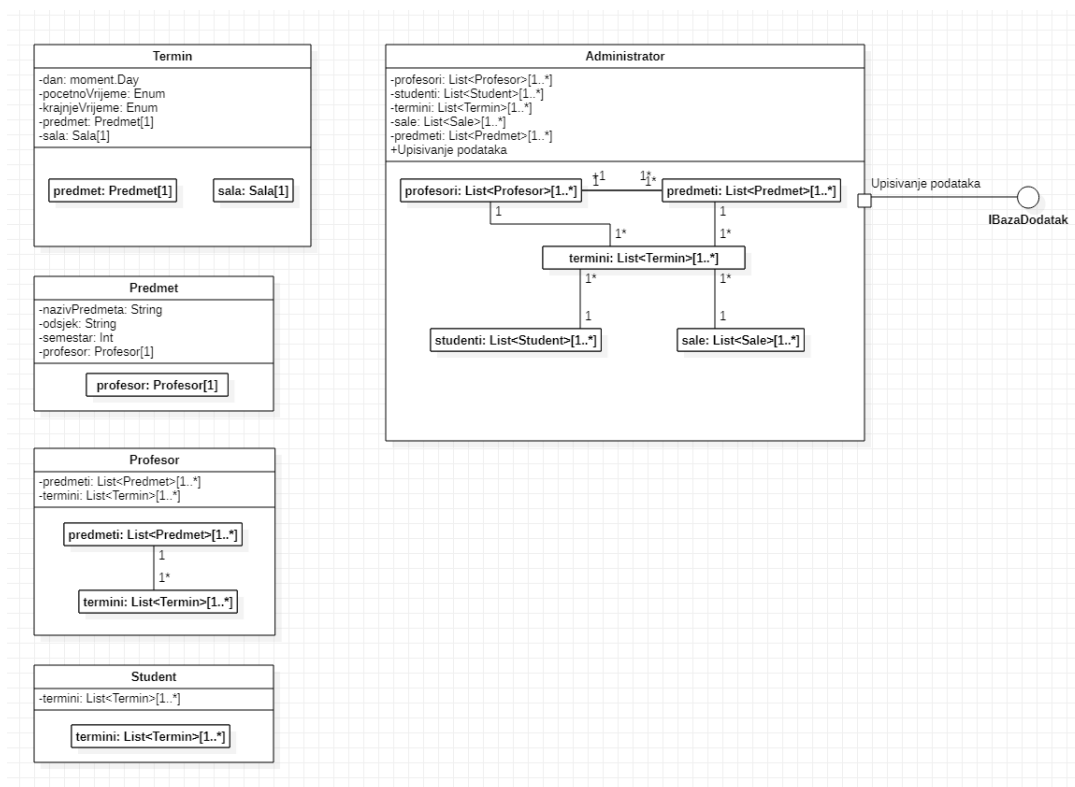 Termin
-dan: moment.Day
-pocetnoVrijeme: Enum
-krajnjeVrijeme: Enum
-predmet: Predmet[1]
-sala: Sala[1]
predmet: Predmet[1]
sala: Sala[1]
Predmet
-nazivPredmeta: String
-odsjek: String
-semestar: Int
-profesor: Profesor[1]
profesor: Profesor[1]
Profesor
-predmeti: List<Predmet>[1..*]
-termini: List<Termin>[1..*]
predmeti: List<Predmet>[1..*]
1
1*
termini: List<Termin>[1..*]
Student
-termini: List<Termin>[1..*]
termini: List<Termin>[1..*]
Administrator
-profesori: List<Profesor>[1..*]
-studenti: List<Student>[1..*]
-termini: List<Termin>[1..*]
-sale: List<Sale>[1..*]
-predmeti: List<Predmet>[1..*]
+Upisivanje podataka
+1
1*
1
1*
profesori: List<Profesor>[1..*]
predmeti: List<Predmet>[1..*]
1
1
1*
1*
termini: List<Termin>[1..*]
1*
1*
1
1
studenti: List<Student>[1..*]
sale: List<Sale>[1..*]
Upisivanje podataka
IBazaDodatak